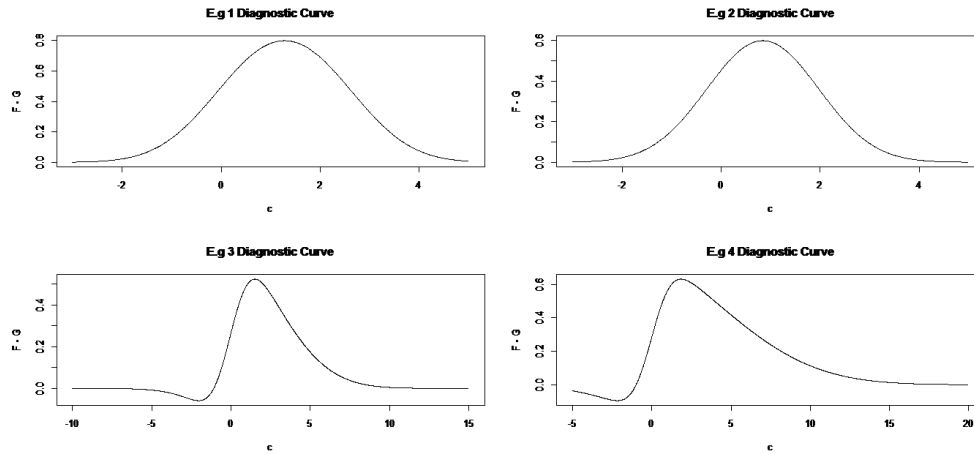 E.g 1 Diagnostic Curve
F - G
0.0 0.2 0.4 0.6 0.8
-2 0 2 4
c
E.g 2 Diagnostic Curve
F - G
0.0 0.2 0.4 0.6
-2 0 2 4
c
E.g 3 Diagnostic Curve
F - G
0.0 0.2 0.4
-10 -5 0 5 10 15
c
E.g 4 Diagnostic Curve
F - G
0.0 0.2 0.4 0.6
-5 0 5 10 15 20
c